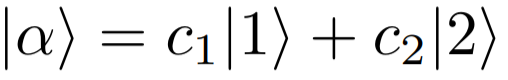 |α⟩ = c₁|1⟩ + c₂|2⟩